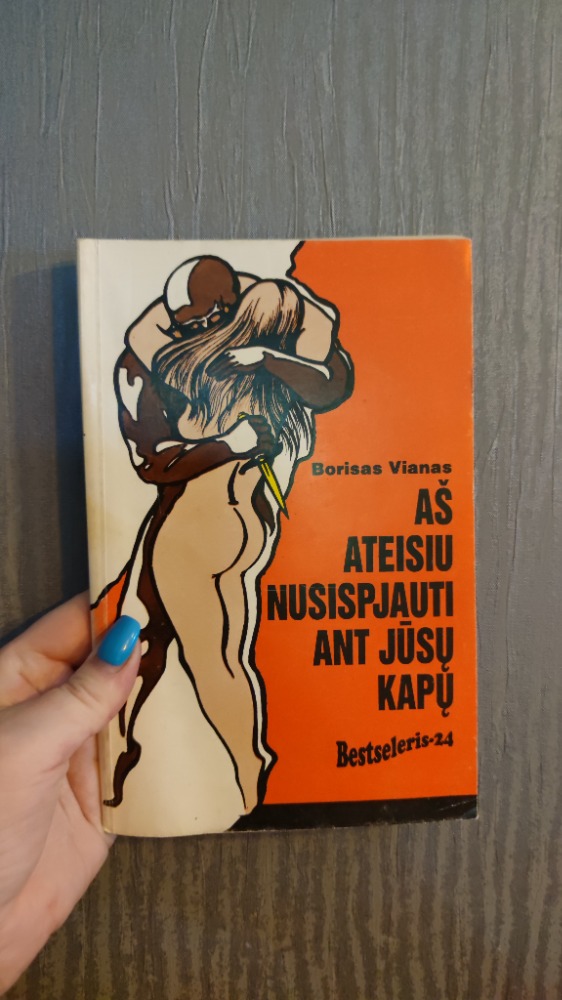 Borisas Vianas
AŠ
ATEISIU
NUSISPJAUTI
ANT JŪSŲ
KAPŲ
Bestseleris-24